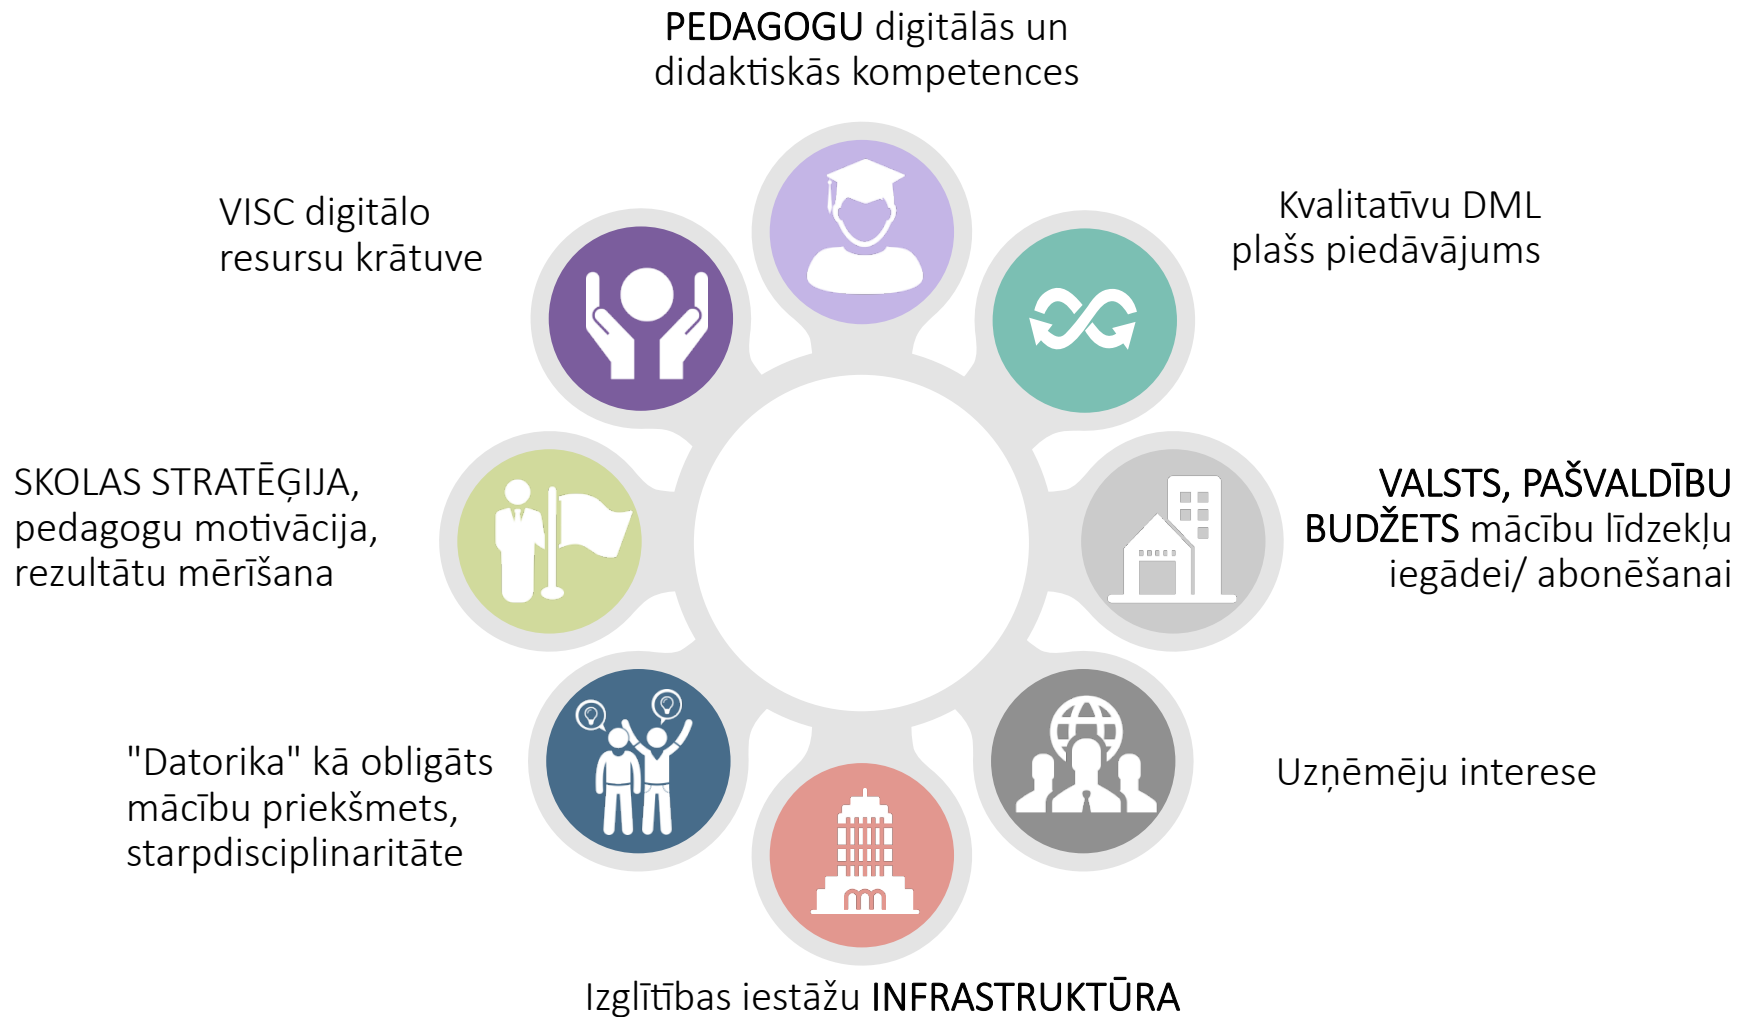 PEDAGOGU digitālās un
didaktiskās kompetences
VISC digitālo
resursu krātuve
Kvalitatīvu DML
plašs piedāvājums
SKOLAS STRATĒĢIJA,
pedagogu motivācija,
rezultātu mērīšana
VALSTS, PAŠVALDĪBU
BUDŽETS mācību līdzekļu
iegādei/ abonēšanai
"Datorika" kā obligāts
mācību priekšmets,
starpdisciplinaritāte
Uzņēmēju interese
Izglītības iestāžu INFRASTRUKTŪRA